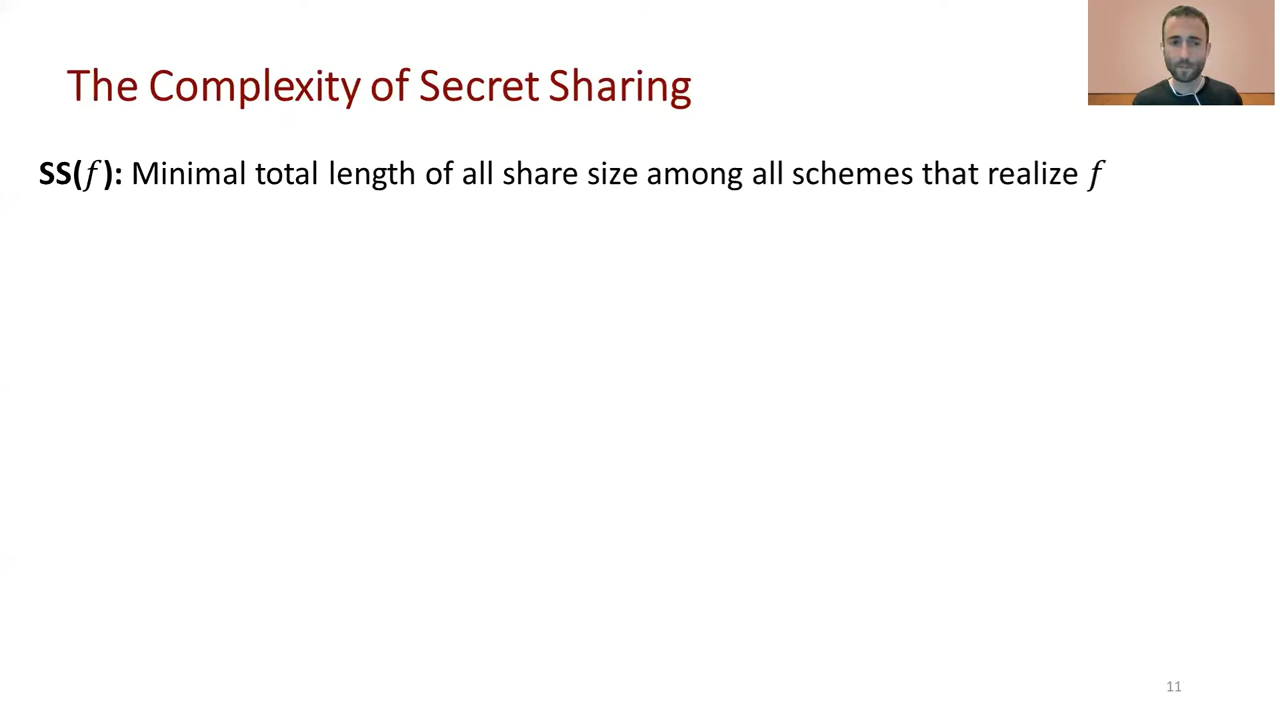 The Complexity of Secret Sharing
SS(f): Minimal total length of all share size among all schemes that realize f
11